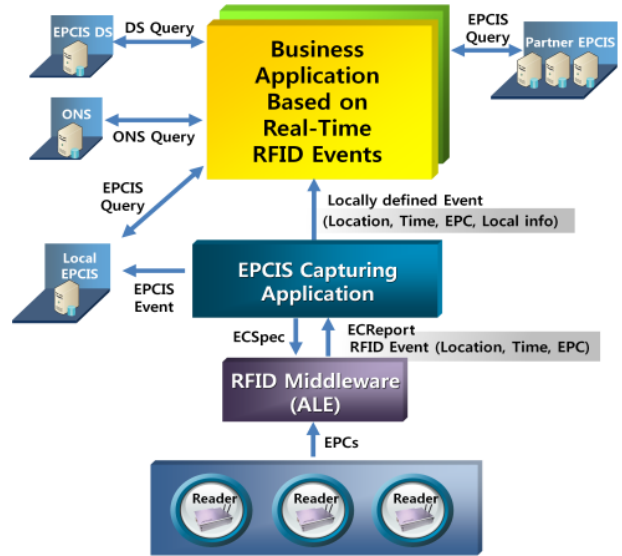 EPCIS DS
DS Query
Business
Application
Based on
Real-Time
RFID Events
EPCIS
Query
Partner EPCIS
ONS
ONS Query
EPCIS
Query
Locally defined Event
(Location, Time, EPC, Local info)
Local
EPCIS
EPCIS
Event
EPCIS Capturing
Application
ECSpec
ECReport
RFID Event (Location, Time, EPC)
RFID Middleware
(ALE)
EPCs
Reader
Reader
Reader